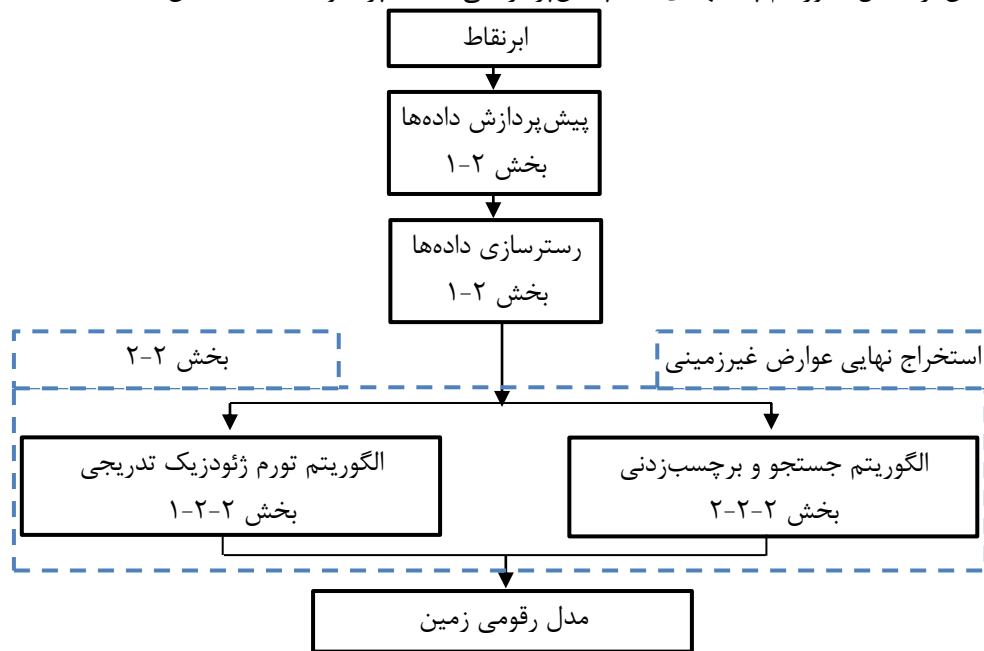 ابرنقاط
پیش‌پردازش داده‌ها
بخش ۲-۱
رسترسازی داده‌ها
بخش ۲-۱
استخراج نهایی عوارض غیرزمینی
بخش ۲-۲
الگوریتم جستجو و برچسب‌زدنی
بخش ۲-۲-۲
الگوریتم تورم ژئودزیک تدریجی
بخش ۲-۲-۱
مدل رقومی زمین